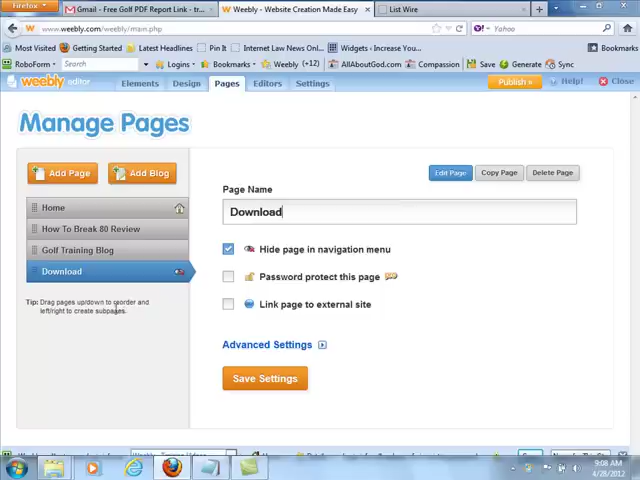 Firefox
Gmail - Free Golf PDF Report Link - tr...
Weebly - Website Creation Made Easy
List Wire
www.weebly.com/weebly/main.php
Yahoo
Most Visited
Getting Started
Latest Headlines
Pin It
Internet Law News Onl...
Widgets « Increase Yo...
RoboForm
Search
Logins
Bookmarks
Weebly (+12)
AllAboutGod.com
Compassion
Save
Generate
Sync
weebly editor
Elements
Design
Pages
Editors
Settings
Publish
Help!
Close
Manage Pages
Add Page
Add Blog
Edit Page
Copy Page
Delete Page
Home
How To Break 80 Review
Golf Training Blog
Download
Tip: Drag pages up/down to reorder and
left/right to create subpages.
Page Name
Download
Hide page in navigation menu
Password protect this page
Link page to external site
Advanced Settings
Save Settings
9:08 AM
4/28/2012